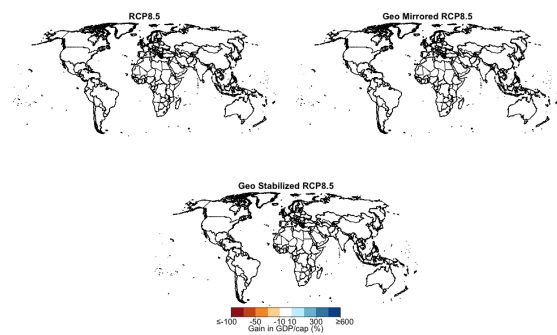 RCP8.5
Geo Mirrored RCP8.5
Geo Stabilized RCP8.5
≤-100 -50 -10 10 300 ≥600
Gain in GDP/cap (%)